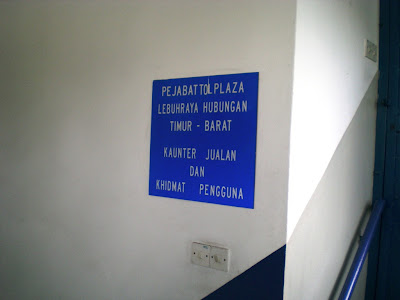 PEJABAT TOL PLAZA
LEBUHRAYA HUBUNGAN
TIMUR - BARAT
KAUNTER JUALAN
DAN
KHIDMAT PENGGUNA